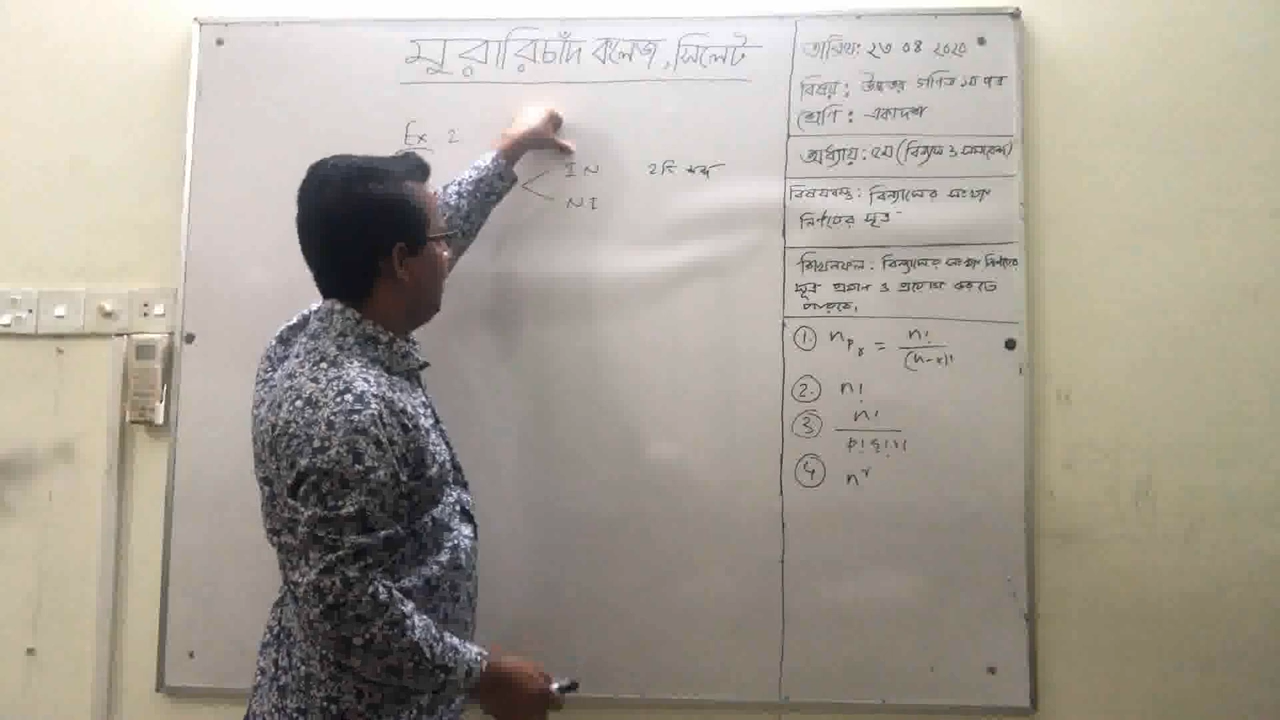 মুরারিচাঁদ কলেজ, সিলেট
Ex 2
IN 2টি শব্দ
NI
তারিখ: ২৩ ০৪ ২০২০
বিষয়: উচ্চতর গণিত ১ম পত্র
শ্রেণি: একাদশ
অধ্যায়: ৫ম (বিন্যাস ও সমাবেশ)
বিষয়বস্তু: বিন্যাসের সংখ্যা
নির্ণয়ের সূত্র
শিখনফল: বিন্যাসের সংখ্যা নির্ণয়ের
সূত্র প্রমাণ ও প্রয়োগ করতে
পারবে।
① nPr = n!/(n-r)!
② n!
③ n!/p!q!r!
④ n^r